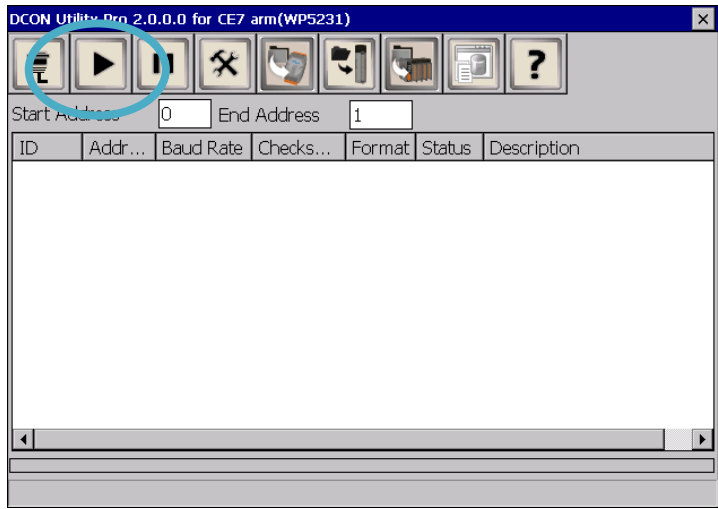 DCON Utility Pro 2.0.0.0 for CE7 arm(WP5231)
?
Start Address 0 End Address 1
ID Addr... Baud Rate Checks... Format Status Description